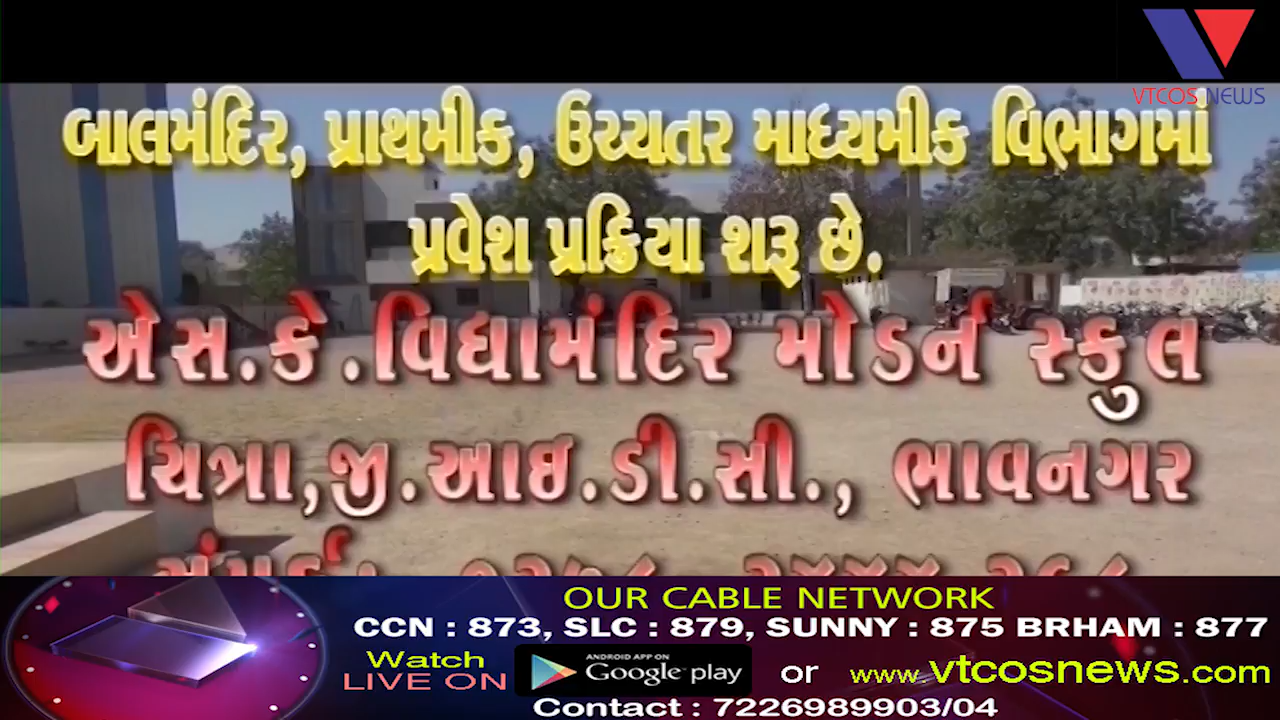 VTCOS NEWS
બાલમંદિર, પ્રાથમીક, ઉચ્ચતર માધ્યમીક વિભાગમાં
પ્રવેશ પ્રક્રિયા શરૂ છે.
એસ.કે.વિદ્યામંદિર મોડર્ન સ્કુલ
ચિત્રા,જી.આઇ.ડી.સી., ભાવનગર
OUR CABLE NETWORK
CCN : 873, SLC : 879, SUNNY : 875 BRHAM : 877
Watch
LIVE ON
ANDROID APP ON
Google play
or www.vtcosnews.com
Contact : 7226989903/04